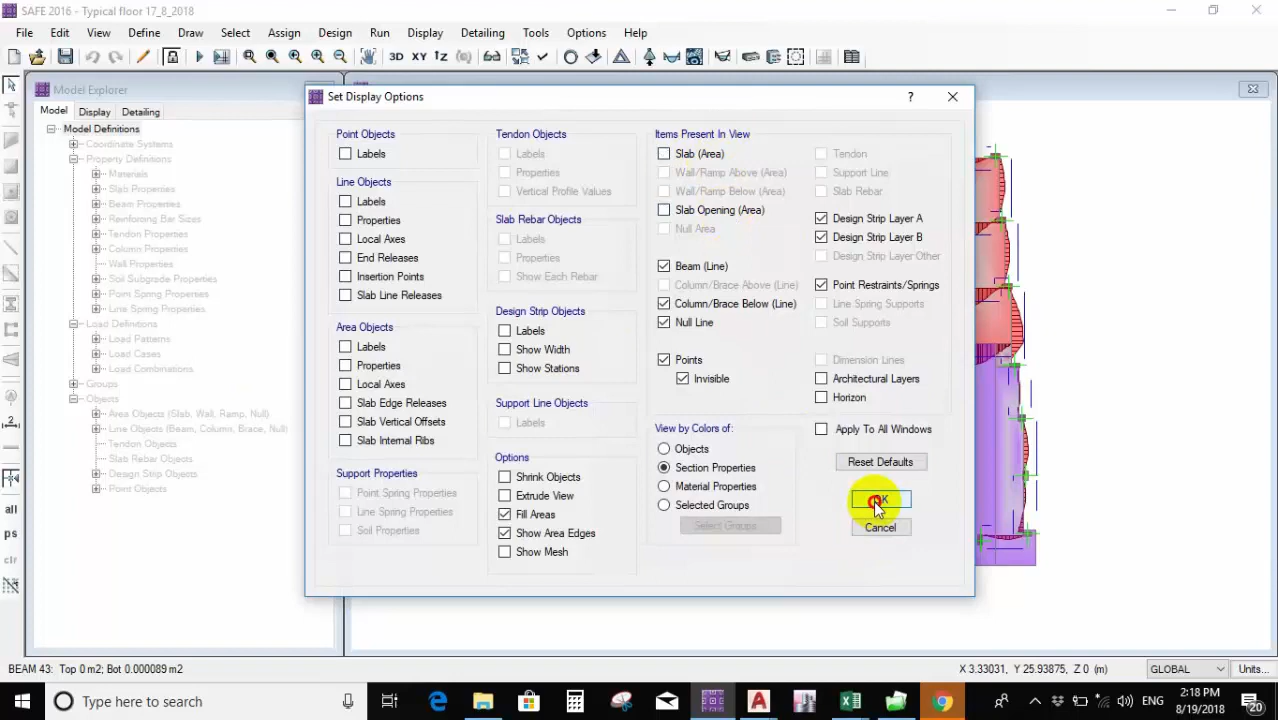 SAFE 2016 - Typical floor 17_8_2018
File Edit View Define Draw Select Assign Design Run Display Detailing Tools Options Help
3D XY
Model Explorer
Model Display Detailing
Model Definitions
Coordinate Systems
Property Definitions
Materials
Slab Properties
Beam Properties
Reinforcing Bar Sizes
Tendon Properties
Column Properties
Wall Properties
Soil Subgrade Properties
Point Spring Properties
Line Spring Properties
Load Definitions
Load Patterns
Load Cases
Load Combinations
Groups
Objects
Area Objects (Slab, Wall, Ramp, Null)
Line Objects (Beam, Column, Brace, Null)
Tendon Objects
Slab Rebar Objects
Design Strip Objects
Point Objects
all
ps
clr
Set Display Options
?
Point Objects
Labels
Line Objects
Labels
Properties
Local Axes
End Releases
Insertion Points
Slab Line Releases
Area Objects
Labels
Properties
Local Axes
Slab Edge Releases
Slab Vertical Offsets
Slab Internal Ribs
Support Properties
Point Spring Properties
Line Spring Properties
Soil Properties
Tendon Objects
Labels
Properties
Vertical Profile Values
Slab Rebar Objects
Labels
Properties
Show Each Rebar
Design Strip Objects
Labels
Show Width
Show Stations
Support Line Objects
Labels
Options
Shrink Objects
Extrude View
Fill Areas
Show Area Edges
Show Mesh
Items Present In View
Slab (Area)
Wall/Ramp Above (Area)
Wall/Ramp Below (Area)
Slab Opening (Area)
Null Area
Beam (Line)
Column/Brace Above (Line)
Column/Brace Below (Line)
Null Line
Points
Invisible
Tendon
Support Line
Slab Rebar
Design Strip Layer A
Design Strip Layer B
Design Strip Layer Other
Point Restraints/Springs
Line Spring Supports
Soil Supports
Dimension Lines
Architectural Layers
Horizon
View by Colors of:
Objects
Section Properties
Material Properties
Selected Groups
Select Groups
Apply To All Windows
Reset Defaults
OK
Cancel
BEAM 43: Top 0 m2; Bot 0.000089 m2
X 3.33031, Y 25.93875, Z 0 (m)
GLOBAL
Units...
Type here to search
ENG
2:18 PM
8/19/2018
20